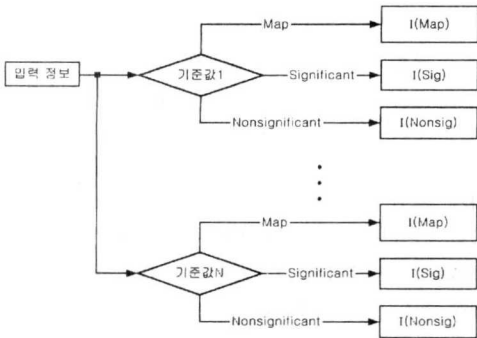 Map
I(Map)
입력 정보
기준값1
Significant
I(Sig)
Nonsignificant
I(Nonsig)
Map
I(Map)
기준값N
Significant
I(Sig)
Nonsignificant
I(Nonsig)